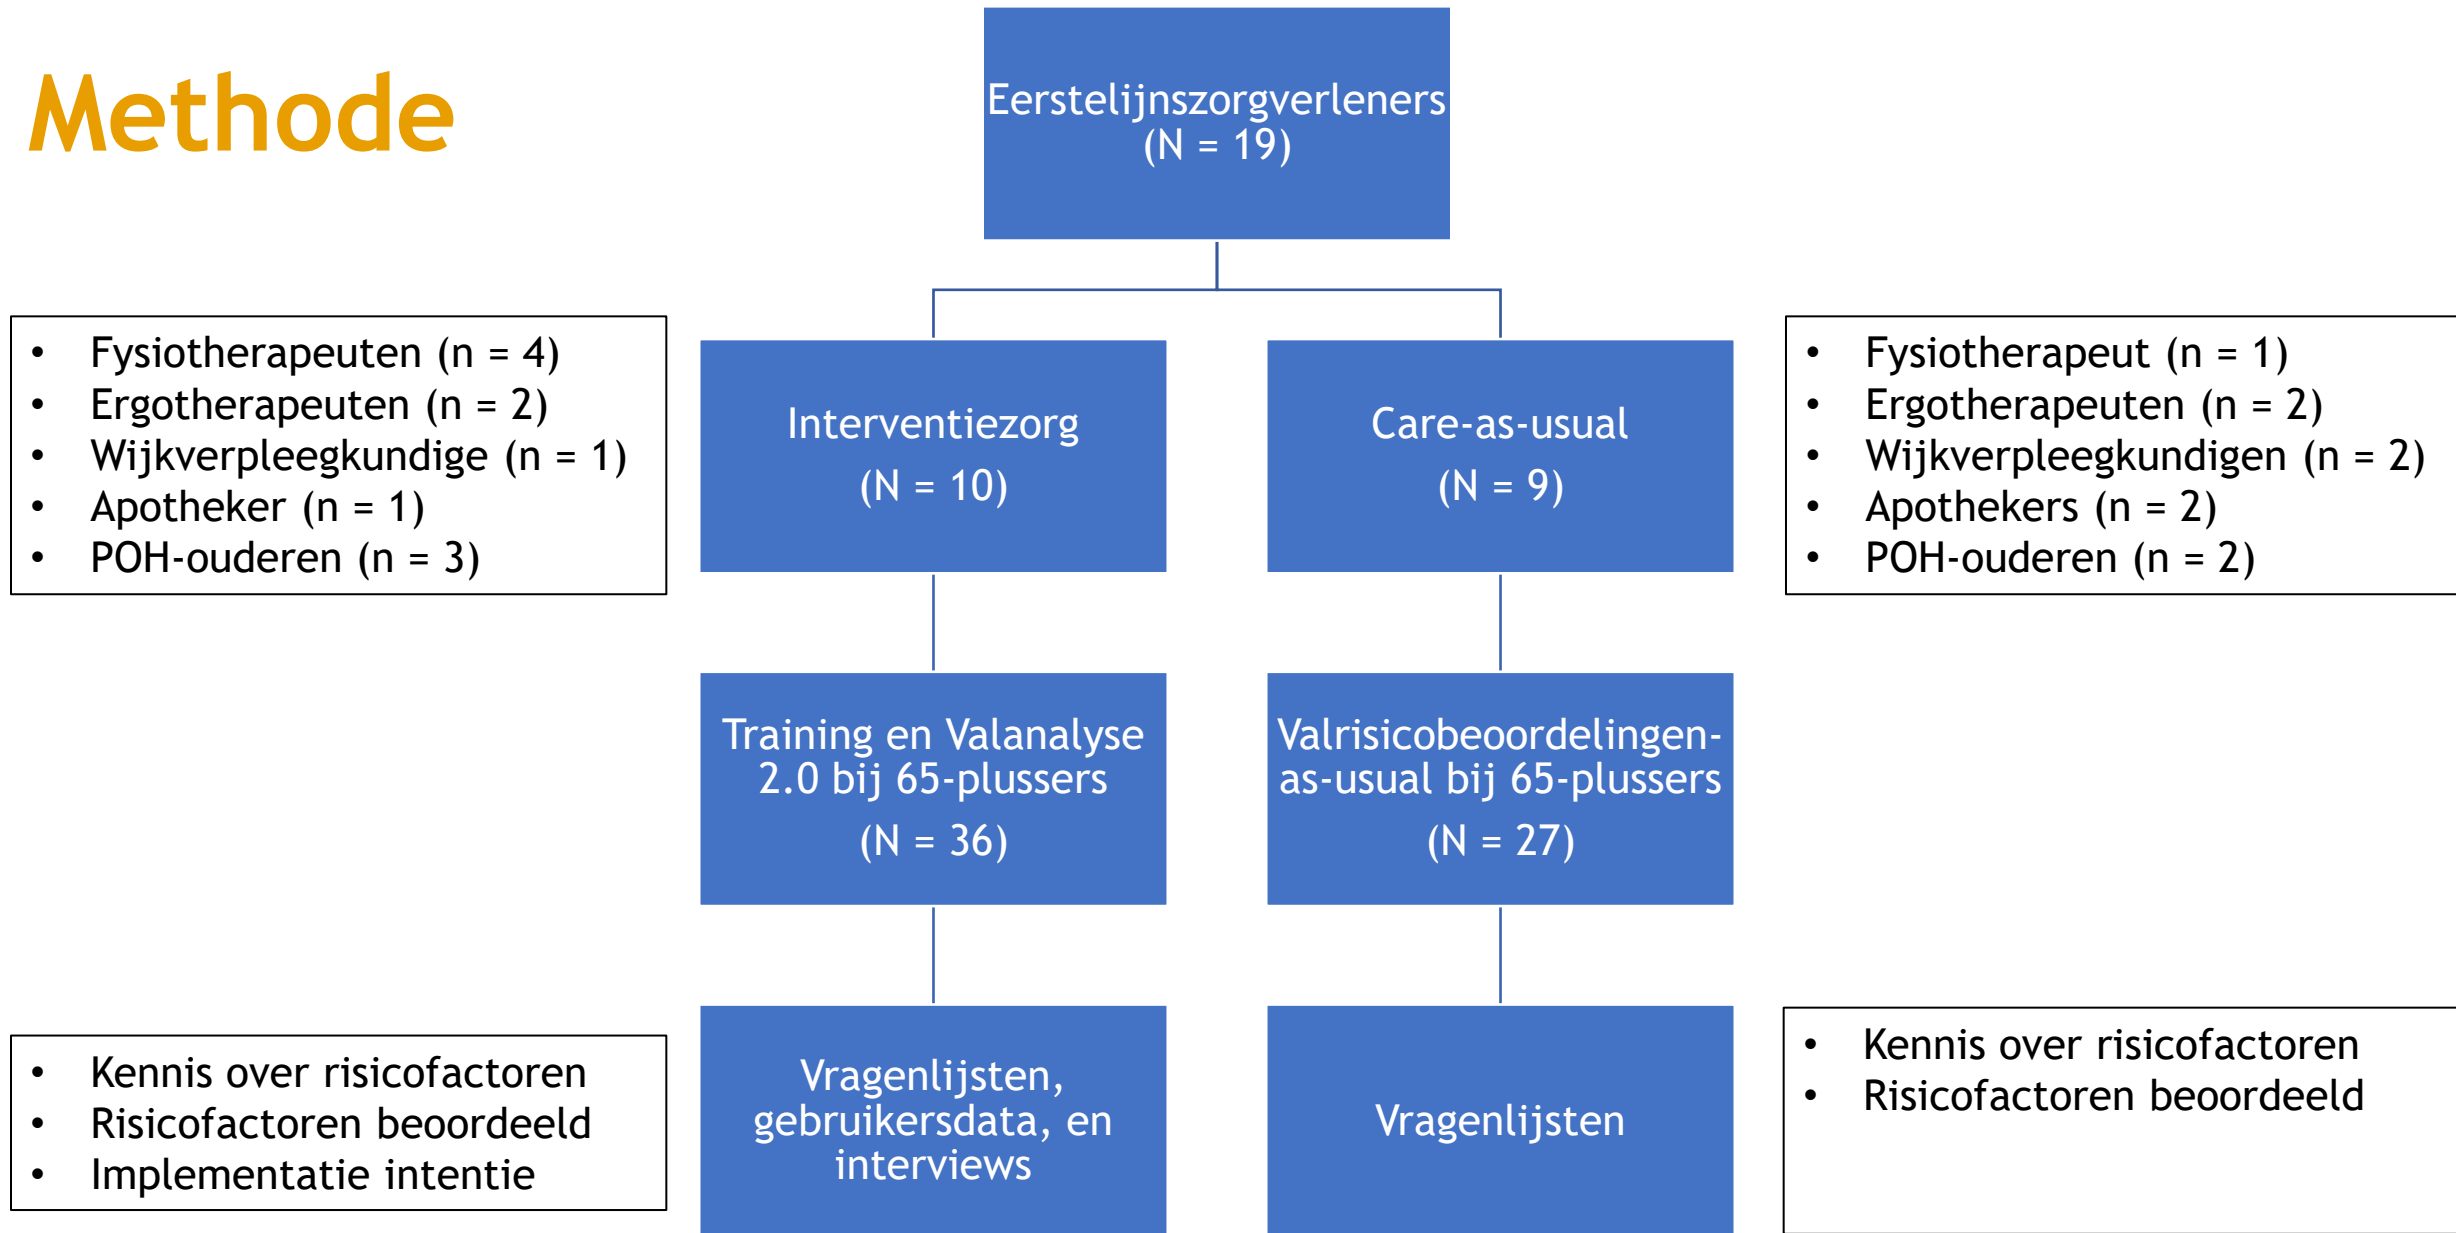 Methode
Eerstelijnszorgverleners
(N = 19)
• Fysiotherapeuten (n = 4)
• Ergotherapeuten (n = 2)
• Wijkverpleegkundige (n = 1)
• Apotheker (n = 1)
• POH-ouderen (n = 3)
Interventiezorg
(N = 10)
Care-as-usual
(N = 9)
• Fysiotherapeut (n = 1)
• Ergotherapeuten (n = 2)
• Wijkverpleegkundigen (n = 2)
• Apothekers (n = 2)
• POH-ouderen (n = 2)
Training en Valanalyse
2.0 bij 65-plussers
(N = 36)
Valrisicobeoordelingen-
as-usual bij 65-plussers
(N = 27)
• Kennis over risicofactoren
• Risicofactoren beoordeeld
• Implementatie intentie
Vragenlijsten,
gebruikersdata, en
interviews
Vragenlijsten
• Kennis over risicofactoren
• Risicofactoren beoordeeld